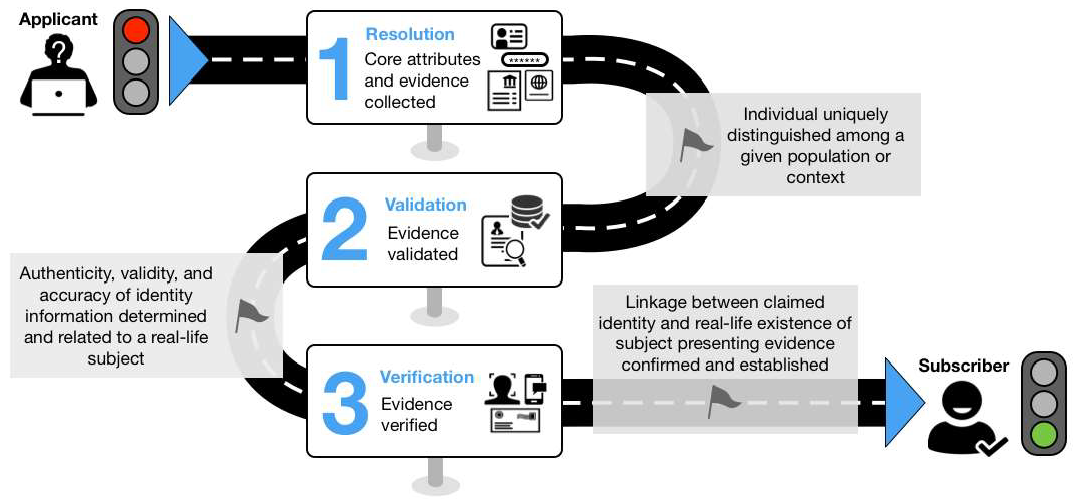 Applicant
?
1
Resolution
Core attributes
and evidence
collected
******
Individual uniquely
distinguished among a
given population or
context
2
Validation
Evidence
validated
Authenticity, validity, and
accuracy of identity
information determined
and related to a real-life
subject
3
Verification
Evidence
verified
Linkage between claimed
identity and real-life existence of
subject presenting evidence
confirmed and established
Subscriber